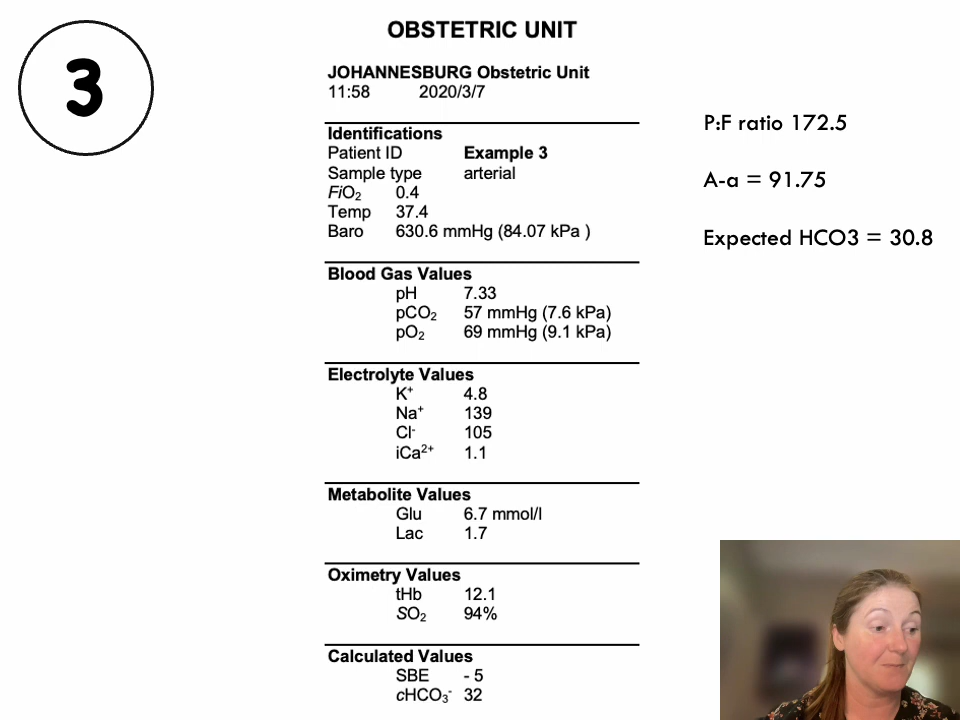 3
OBSTETRIC UNIT
JOHANNESBURG Obstetric Unit
11:58 2020/3/7
Identifications
Patient ID Example 3
Sample type arterial
FiO₂ 0.4
Temp 37.4
Baro 630.6 mmHg (84.07 kPa )
Blood Gas Values
pH 7.33
pCO₂ 57 mmHg (7.6 kPa)
pO₂ 69 mmHg (9.1 kPa)
Electrolyte Values
K⁺ 4.8
Na⁺ 139
Cl⁻ 105
iCa²⁺ 1.1
Metabolite Values
Glu 6.7 mmol/l
Lac 1.7
Oximetry Values
tHb 12.1
SO₂ 94%
Calculated Values
SBE - 5
cHCO₃⁻ 32
P:F ratio 172.5
A-a = 91.75
Expected HCO3 = 30.8